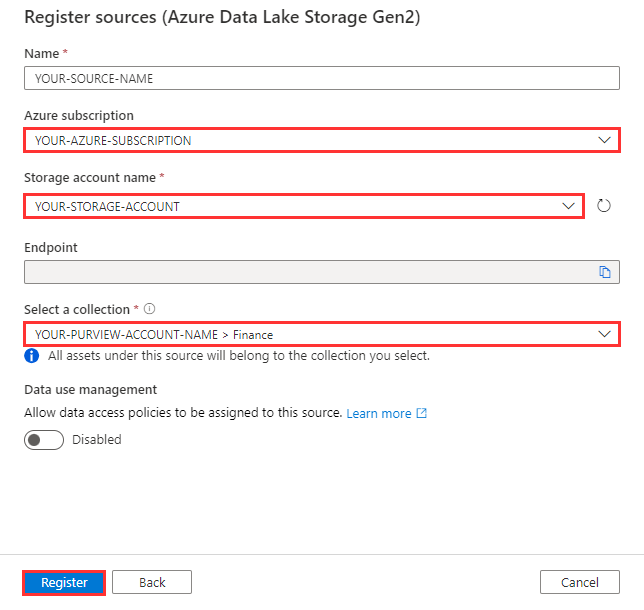 Register sources (Azure Data Lake Storage Gen2)
Name *
YOUR-SOURCE-NAME
Azure subscription
YOUR-AZURE-SUBSCRIPTION
Storage account name *
YOUR-STORAGE-ACCOUNT
Endpoint
Select a collection *
YOUR-PURVIEW-ACCOUNT-NAME > Finance
All assets under this source will belong to the collection you select.
Data use management
Allow data access policies to be assigned to this source. Learn more
Disabled
Register Back Cancel